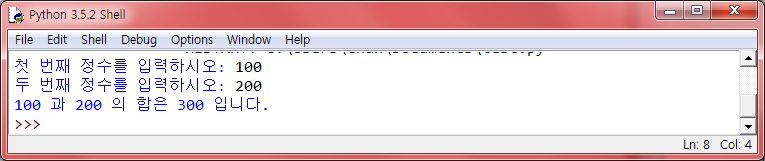 Python 3.5.2 Shell
File Edit Shell Debug Options Window Help
첫 번째 정수를 입력하시오: 100
두 번째 정수를 입력하시오: 200
100 과 200 의 합은 300 입니다.
>>>
Ln: 8 Col: 4